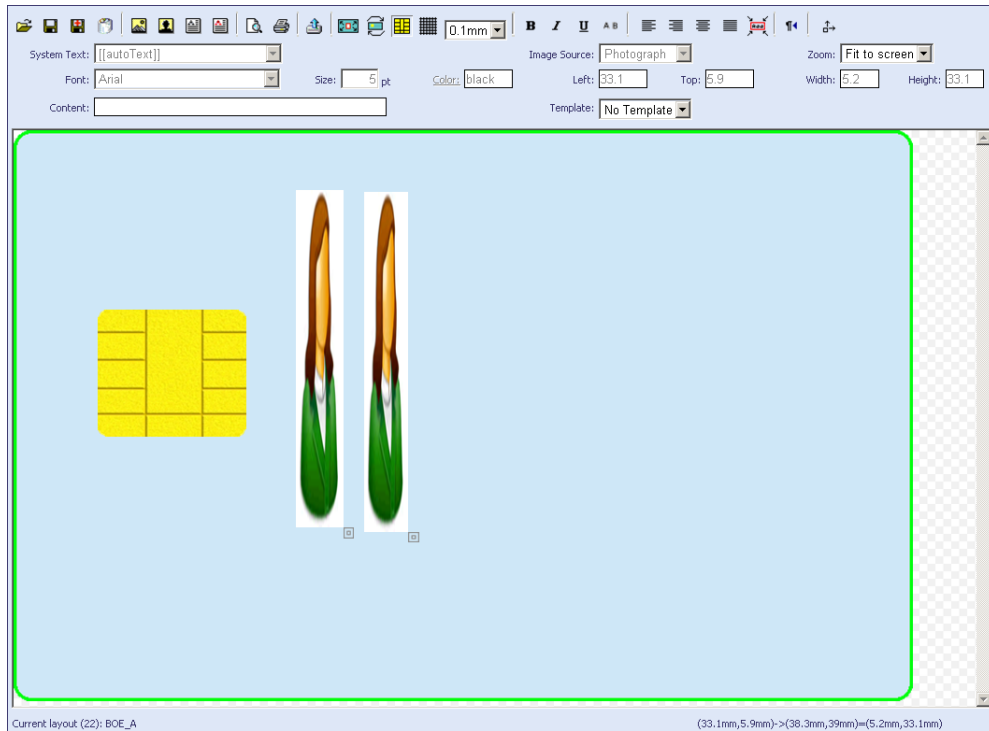 0.1mm B I U A B
System Text: [[autoText]] Image Source: Photograph Zoom: Fit to screen
Font: Arial Size: 5 pt Color: black Left: 33.1 Top: 5.9 Width: 5.2 Height: 33.1
Content: Template: No Template
Current layout (22): BOE_A (33.1mm,5.9mm)->(38.3mm,39mm)=(5.2mm,33.1mm)